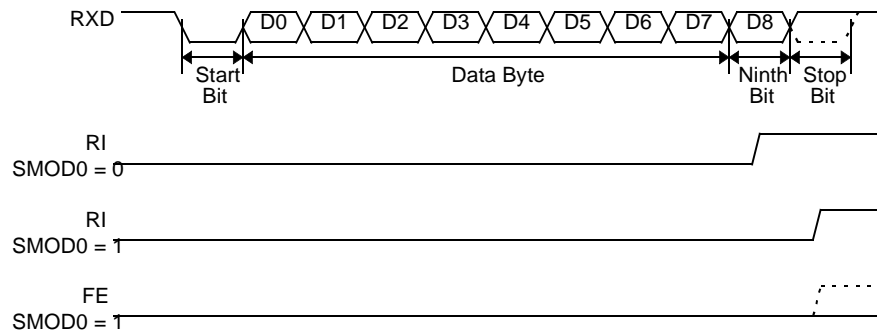 RXD D0 D1 D2 D3 D4 D5 D6 D7 D8
Start Bit
Data Byte
Ninth Bit
Stop Bit
RI
SMOD0 = 0
RI
SMOD0 = 1
FE
SMOD0 = 1